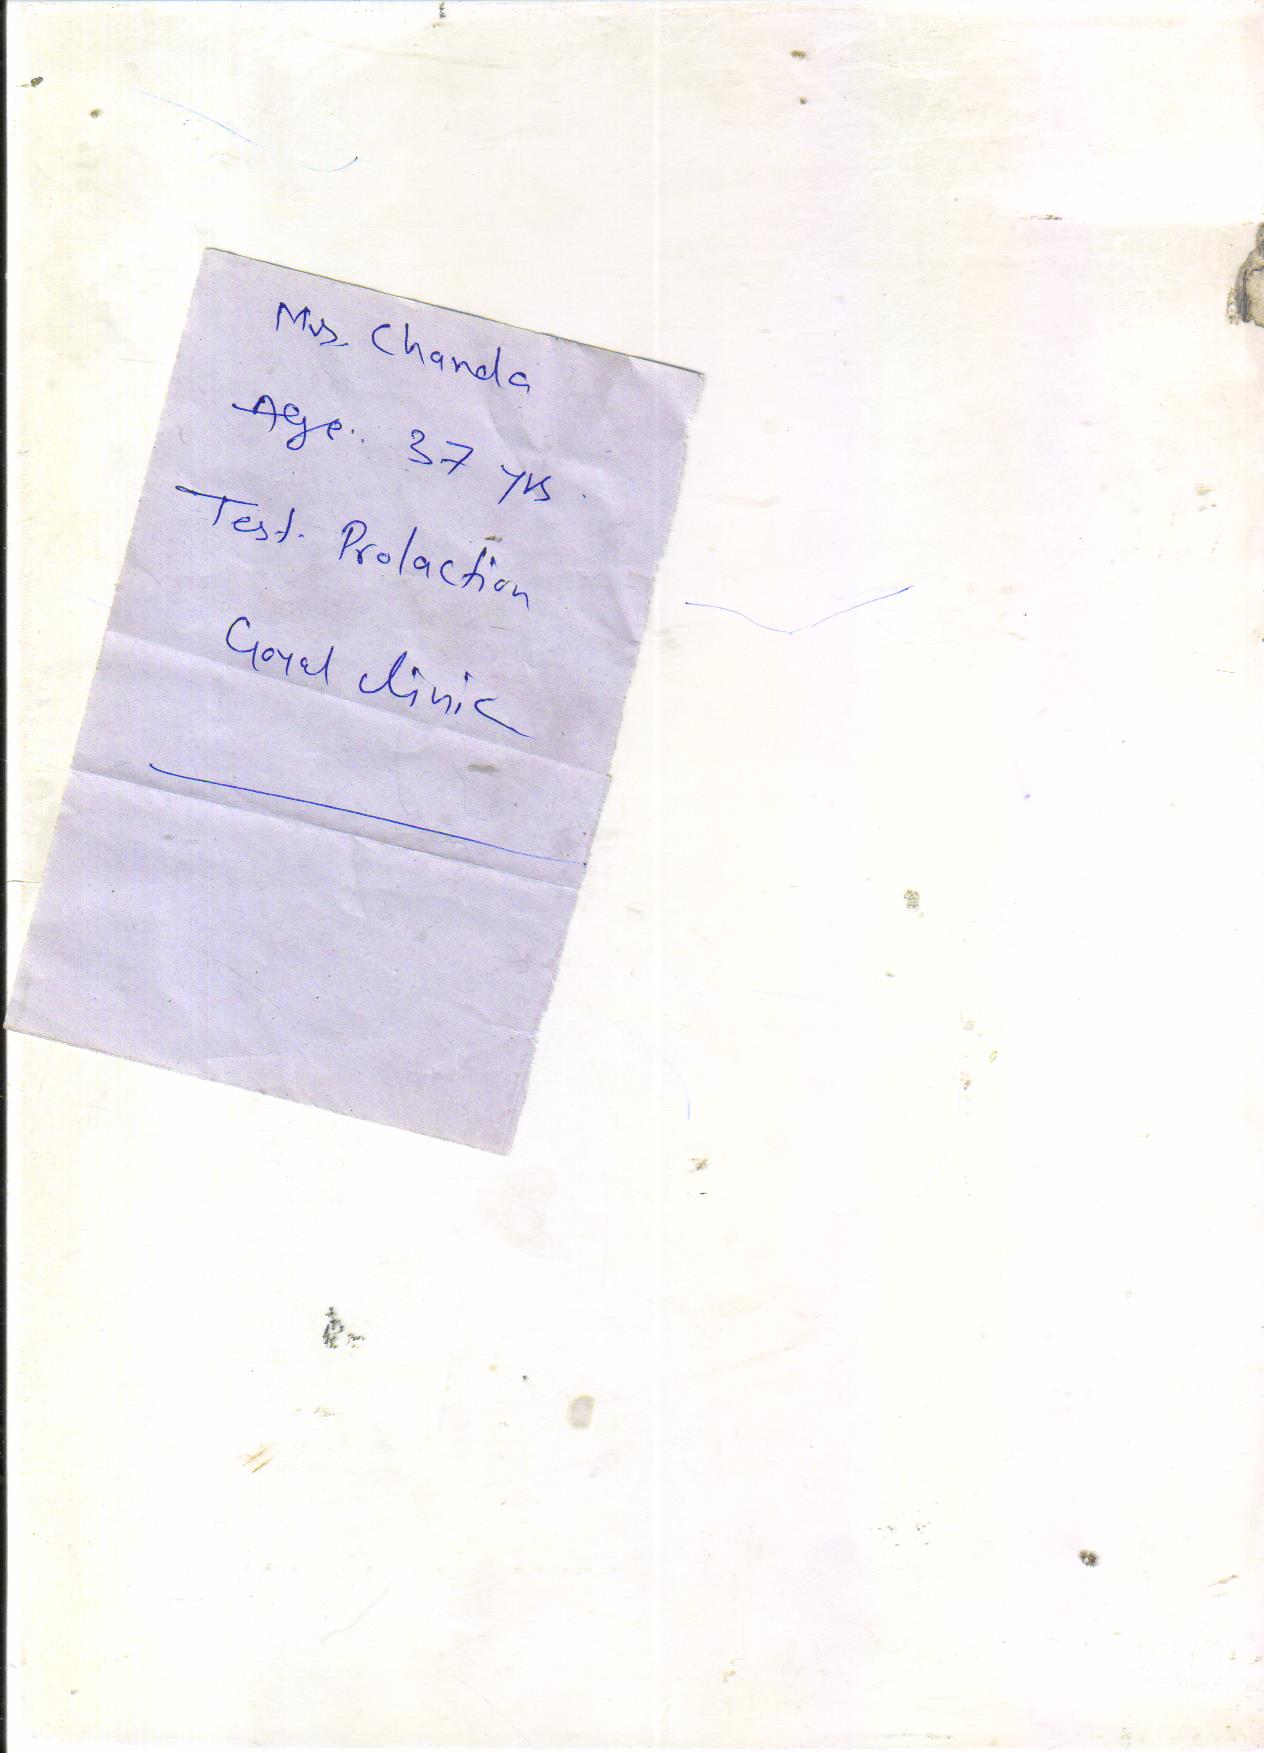 Mrs. Chanda
Age.. 37 yrs.
Test. Prolaction
Goyal clinic